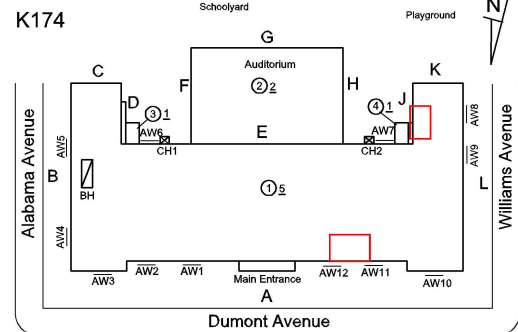 Schoolyard
K174
Playground
N
G
Auditorium
C
F
H
K
② 2
D
J
③ 1
④ 1
AW8
AW6
AW7
E
AW5
CH1
CH2
AW9
Alabama Avenue
B
BH
① 5
L
Williams Avenue
AW4
AW3
AW2
AW1
Main Entrance
AW12
AW11
AW10
A
Dumont Avenue